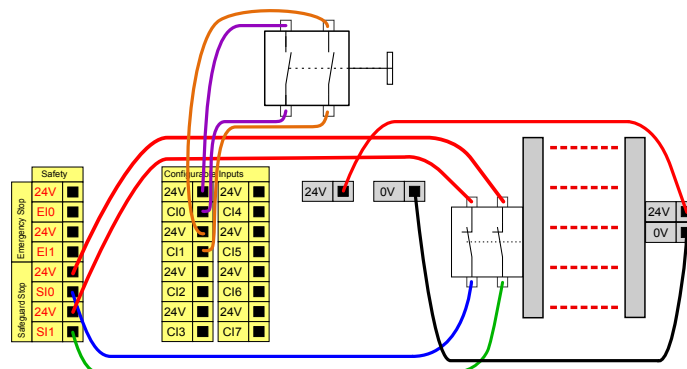 Safety
Emergency Stop
24V
EI0
24V
EI1
Safeguard Stop
24V
SI0
24V
SI1
Configurable Inputs
24V 24V
CI0 CI4
24V 24V
CI1 CI5
24V 24V
CI2 CI6
24V 24V
CI3 CI7
24V
0V
24V
0V